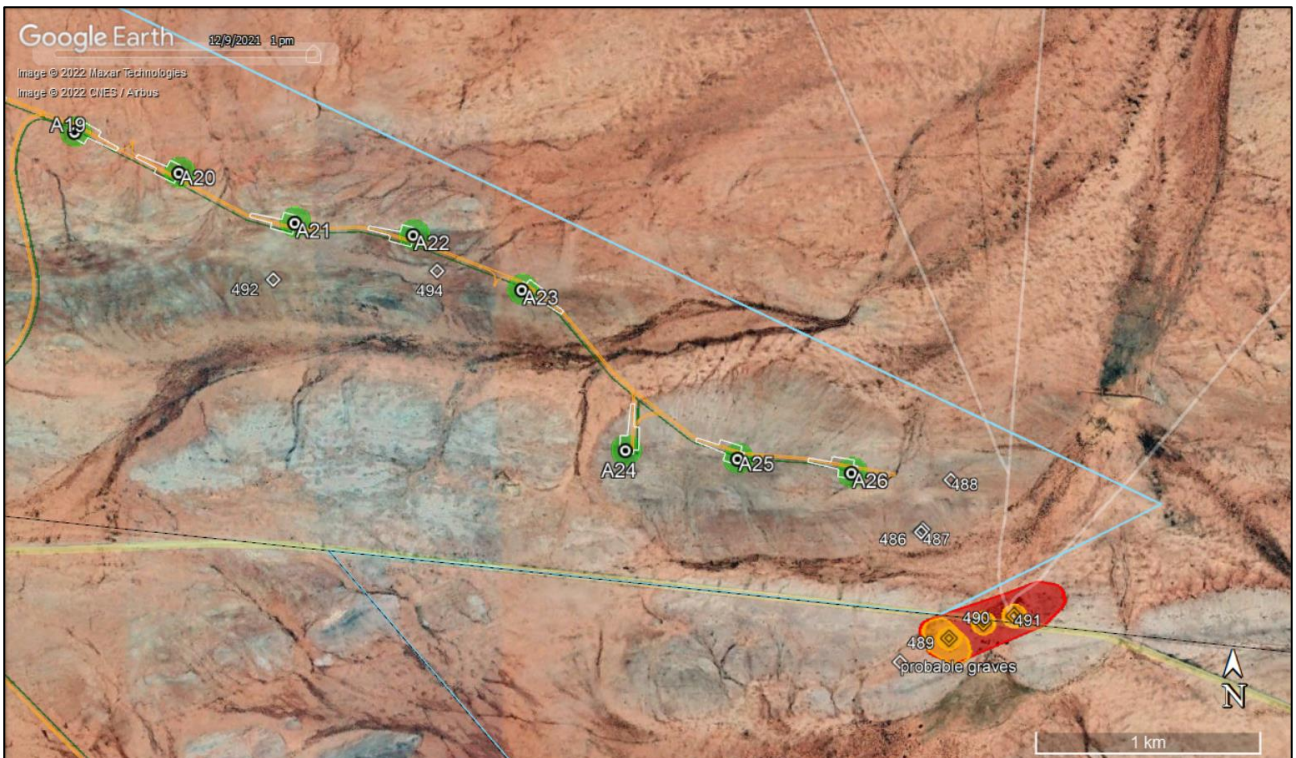 Google Earth
12/9/2021 1 pm
Image © 2022 Maxar Technologies
Image © 2022 CNES / Airbus
A19
A20
A21
A22
492
494
A23
A24
A25
A26
488
486
487
490
491
489
probable graves
N
1 km